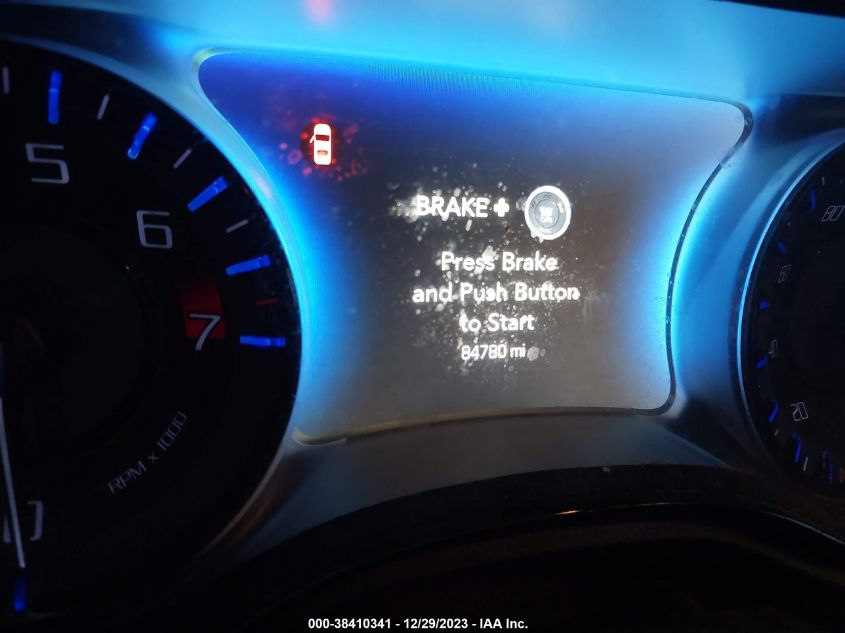 5
6
7
RPM x 1000
BRAKE +
Press Brake
and Push Button
to Start
84780 mi
80
60
40
20
000-38410341 - 12/29/2023 - IAA Inc.